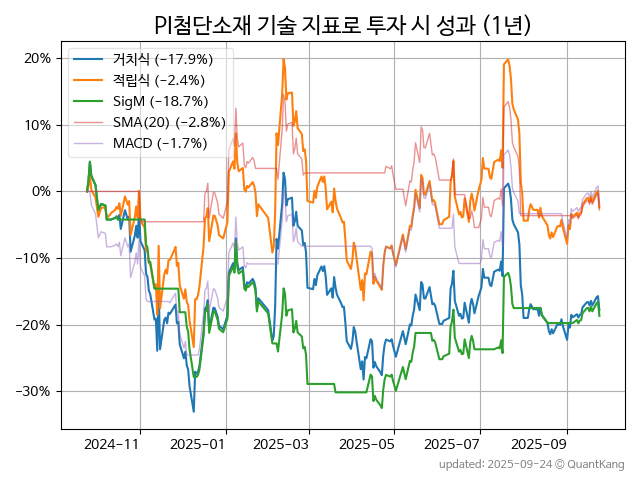 PI첨단소재 기술 지표로 투자 시 성과 (1년)
거치식 (−17.9%)
적립식 (−2.4%)
SigM (−18.7%)
SMA(20) (−2.8%)
MACD (−1.7%)
20%
10%
0%
−10%
−20%
−30%
2024−11 2025−01 2025−03 2025−05 2025−07 2025−09
updated: 2025-09-24 © QuantKang